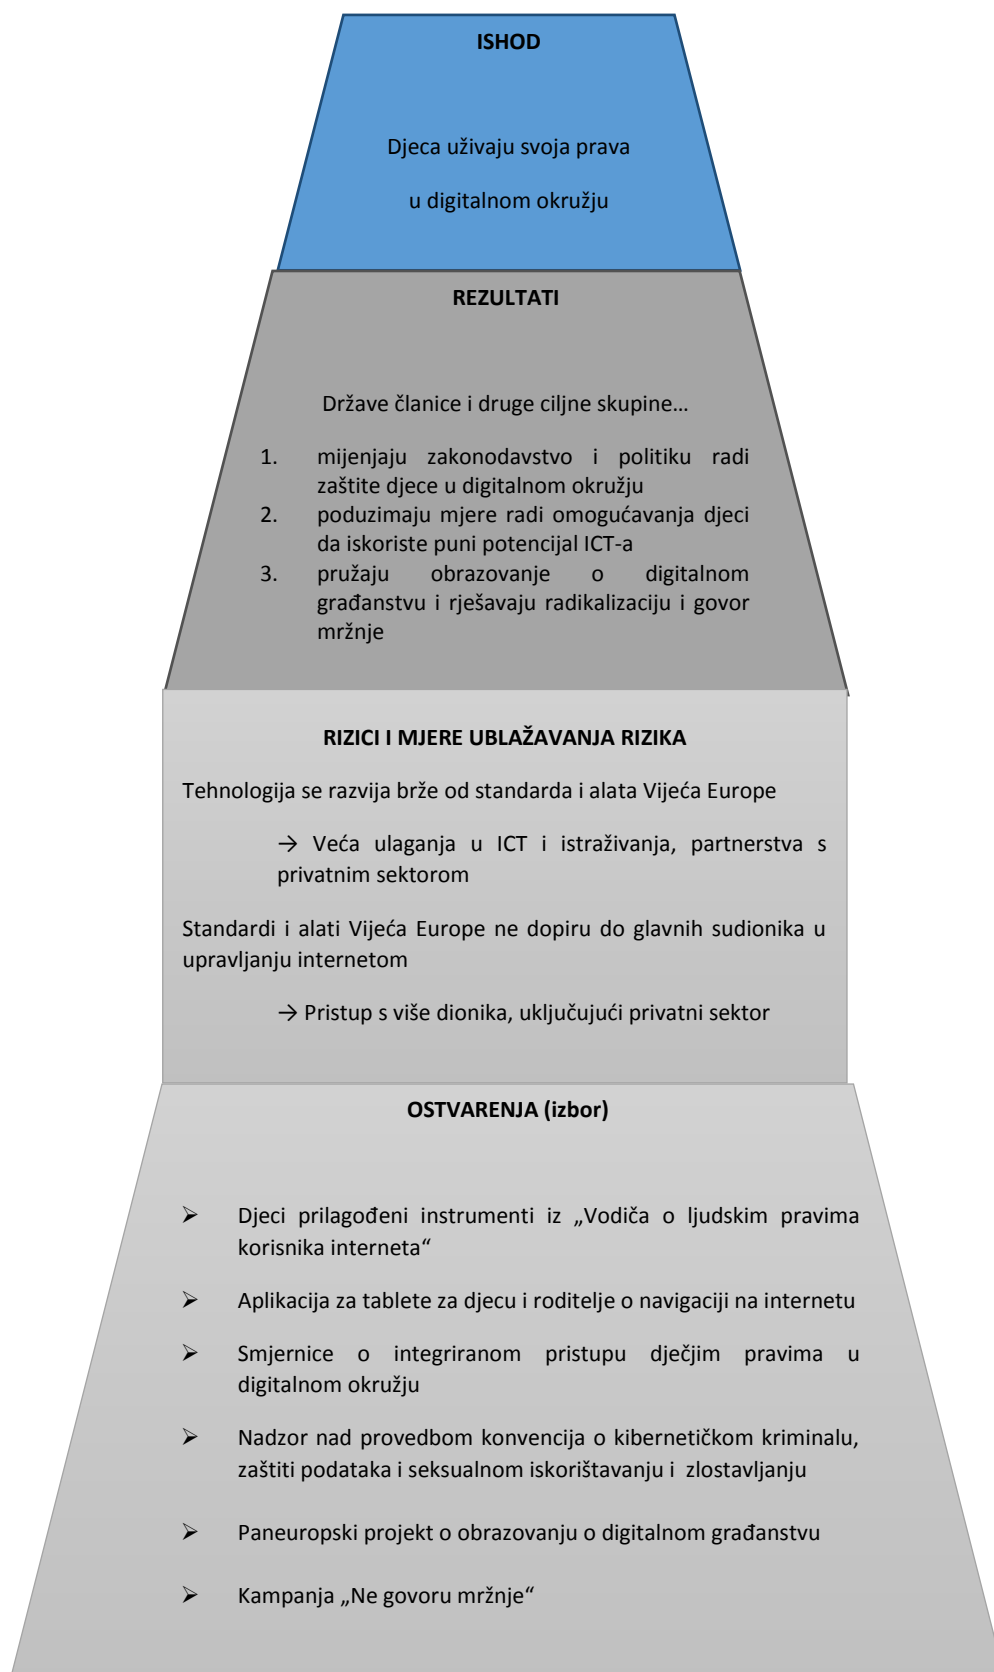 ISHOD
Djeca uživaju svoja prava
u digitalnom okružju
REZULTATI
Države članice i druge ciljne skupine…
1. mijenjaju zakonodavstvo i politiku radi
zaštite djece u digitalnom okružju
2. poduzimaju mjere radi omogućavanja djeci
da iskoriste puni potencijal ICT-a
3. pružaju obrazovanje o digitalnom
građanstvu i rješavaju radikalizaciju i govor
mržnje
RIZICI I MJERE UBLAŽAVANJA RIZIKA
Tehnologija se razvija brže od standarda i alata Vijeća Europe
→ Veća ulaganja u ICT i istraživanja, partnerstva s
privatnim sektorom
Standardi i alati Vijeća Europe ne dopiru do glavnih sudionika u
upravljanju internetom
→ Pristup s više dionika, uključujući privatni sektor
OSTVARENJA (izbor)
➢ Djeci prilagođeni instrumenti iz „Vodiča o ljudskim pravima
korisnika interneta“
➢ Aplikacija za tablete za djecu i roditelje o navigaciji na internetu
➢ Smjernice o integriranom pristupu dječjim pravima u
digitalnom okružju
➢ Nadzor nad provedbom konvencija o kibernetičkom kriminalu,
zaštiti podataka i seksualnom iskorištavanju i zlostavljanju
➢ Paneuropski projekt o obrazovanju o digitalnom građanstvu
➢ Kampanja „Ne govoru mržnje“